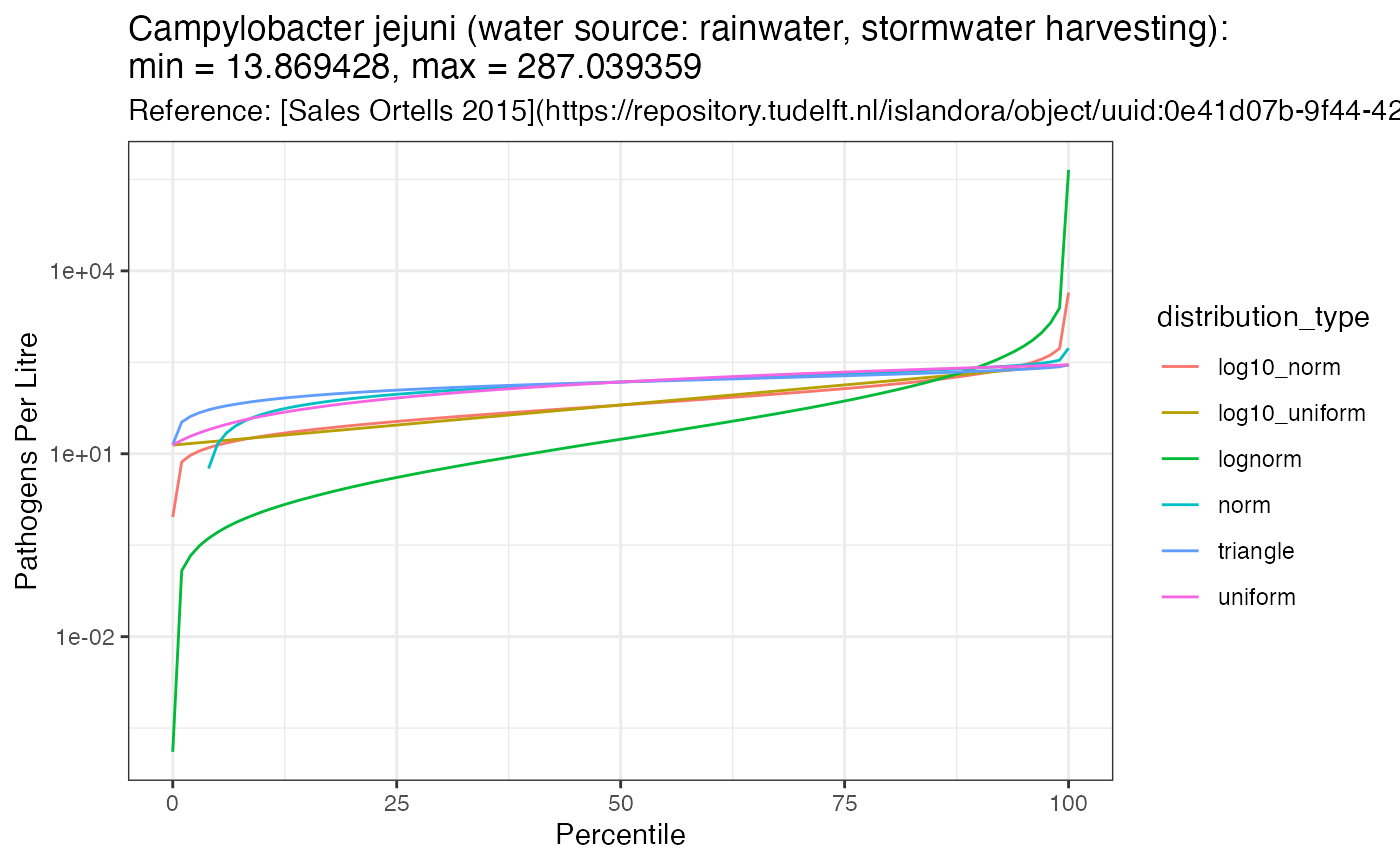 Campylobacter jejuni (water source: rainwater, stormwater harvesting):
min = 13.869428, max = 287.039359
Reference: [Sales Ortells 2015](https://repository.tudelft.nl/islandora/object/uuid:0e41d07b-9f44-42
Pathogens Per Litre
1e+04
1e+01
1e-02
0
25
50
75
100
Percentile
distribution_type
log10_norm
log10_uniform
lognorm
norm
triangle
uniform